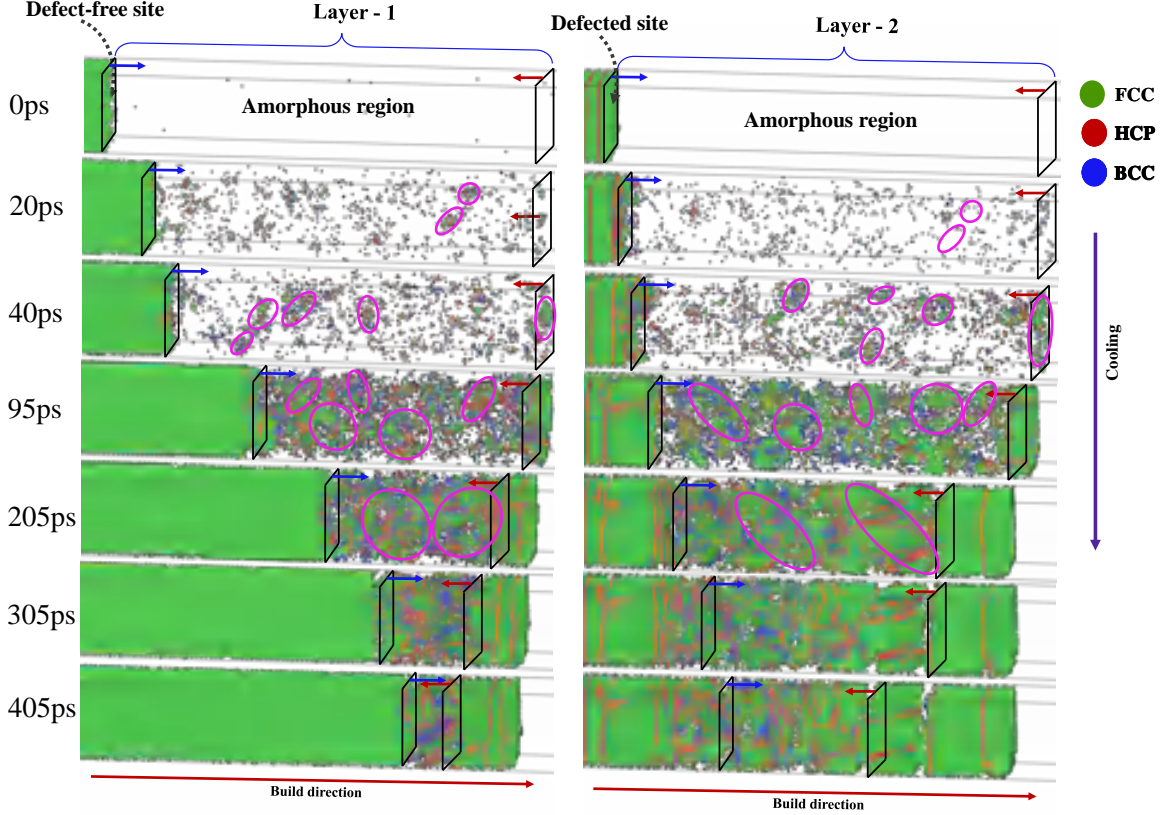 Defect-free site
Layer - 1
Defected site
Layer - 2
0ps
Amorphous region
Amorphous region
FCC
HCP
BCC
20ps
40ps
Cooling
95ps
205ps
305ps
405ps
Build direction
Build direction